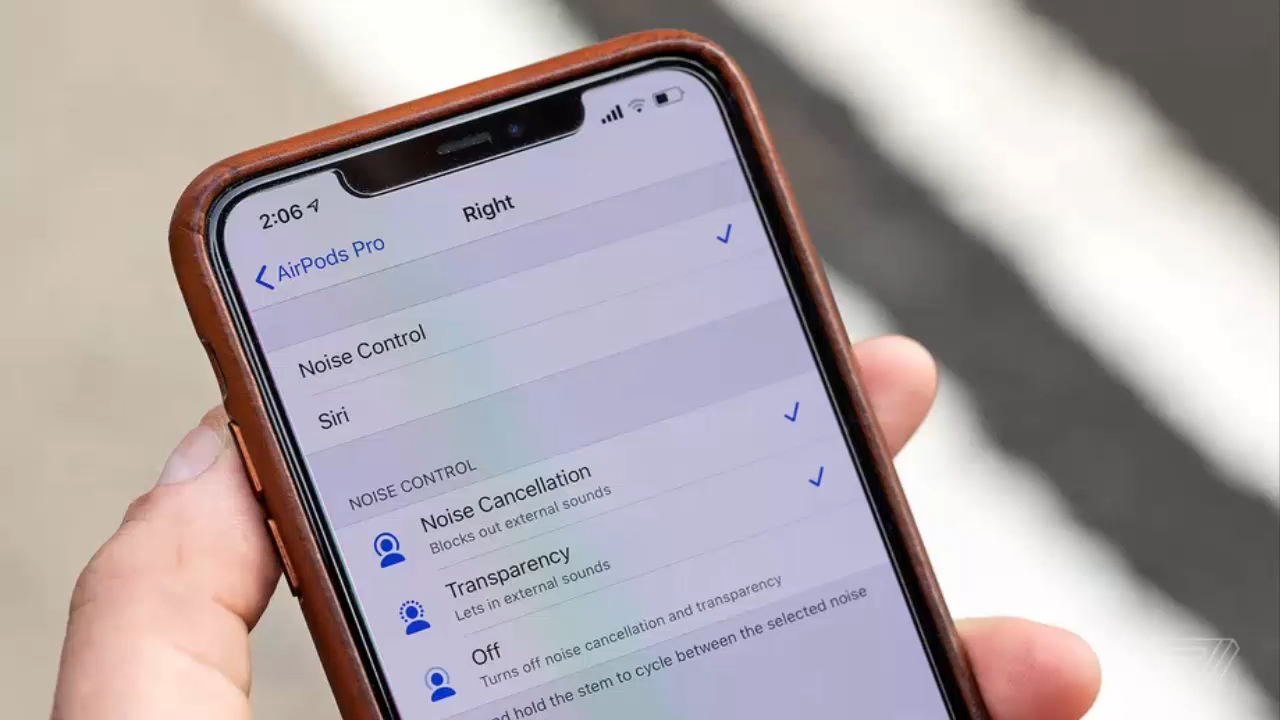 2:06
Right
AirPods Pro
Noise Control
Siri
NOISE CONTROL
Noise Cancellation
Blocks out external sounds
Transparency
Lets in external sounds
Off
Turns off noise cancellation and transparency
hold the stem to cycle between the selected noise